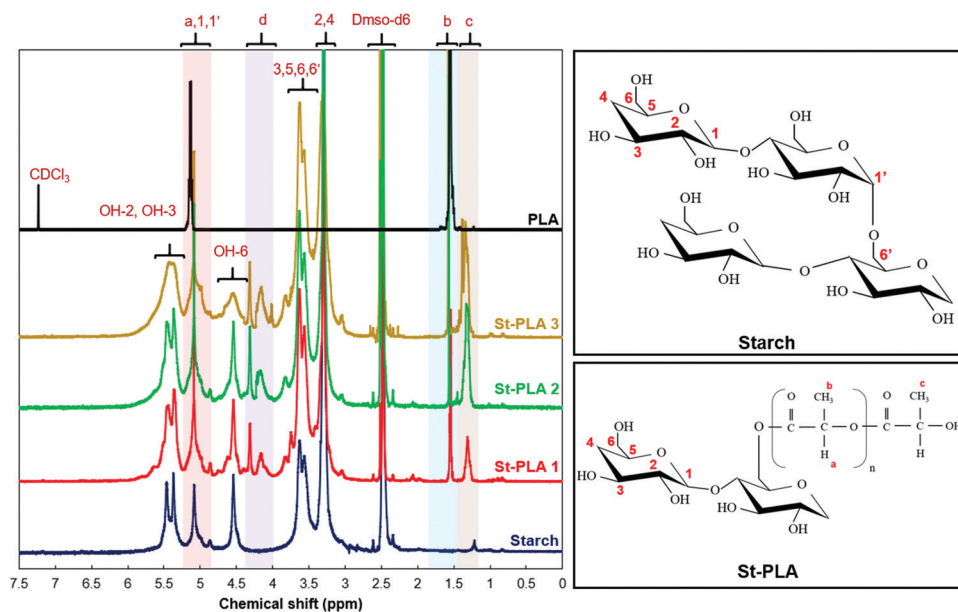 a,1,1’
d
2,4
Dmso-d6
b
c
3,5,6,6’
CDCl3
OH-2, OH-3
PLA
OH-6
St-PLA 3
St-PLA 2
St-PLA 1
Starch
7.5 7 6.5 6 5.5 5 4.5 4 3.5 3 2.5 2 1.5 1 0.5 0
Chemical shift (ppm)
OH
4 6
5
O
2 1
HO
3
OH
O
HO
O
HO
OH
1’
OH
O
HO
O
HO
OH
O
6’
O
HO
OH
OH
Starch
b c
O CH3 O CH3
O C C O C C OH
H H
a n
OH
4 6
5
O
2 1
HO
3
OH
O
O
HO
OH
St-PLA